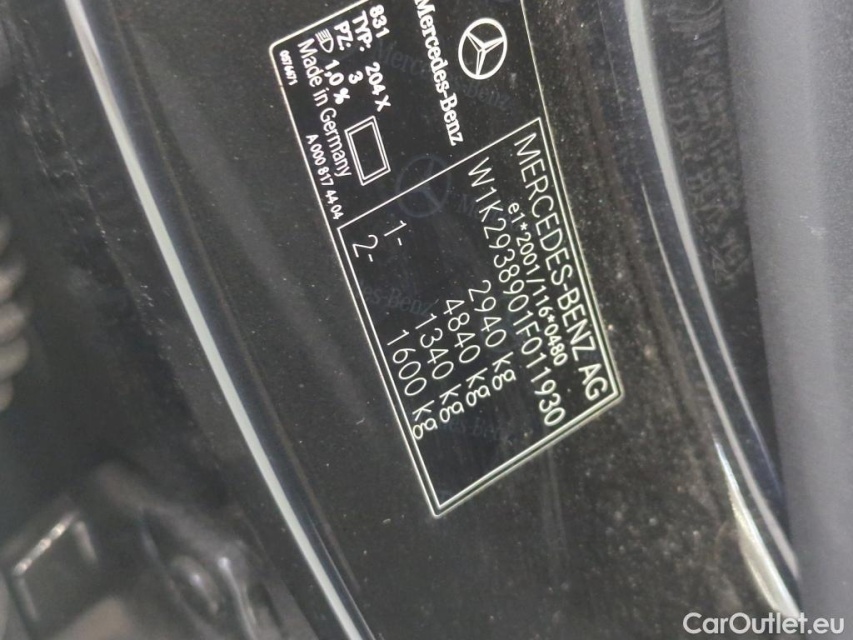 Mercedes-Benz
MERCEDES-BENZ AG
e1*2001/116*0480
W1K2938901F011930
2940 kg
4840 kg
1- 1340 kg
2- 1600 kg
831
TYP: 204 X
PZ: 3
1,0 %
Made in Germany
A 000 817 44 04
CarOutlet.eu